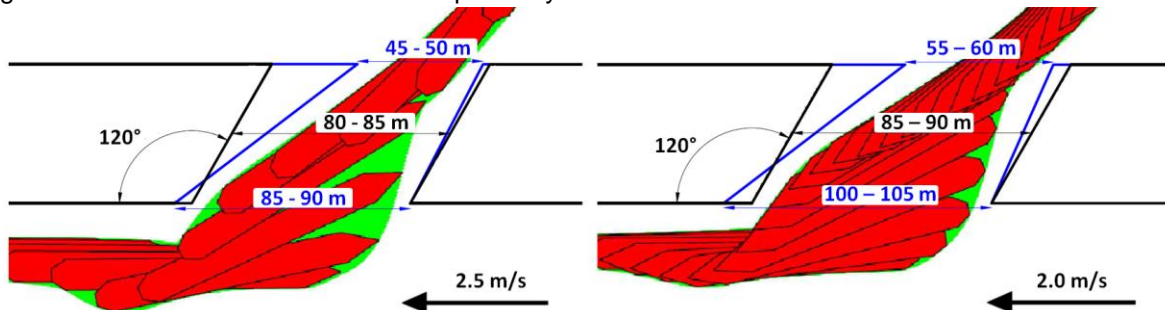 45 - 50 m
55 – 60 m
120°
80 - 85 m
120°
85 – 90 m
85 - 90 m
100 – 105 m
2.5 m/s
2.0 m/s